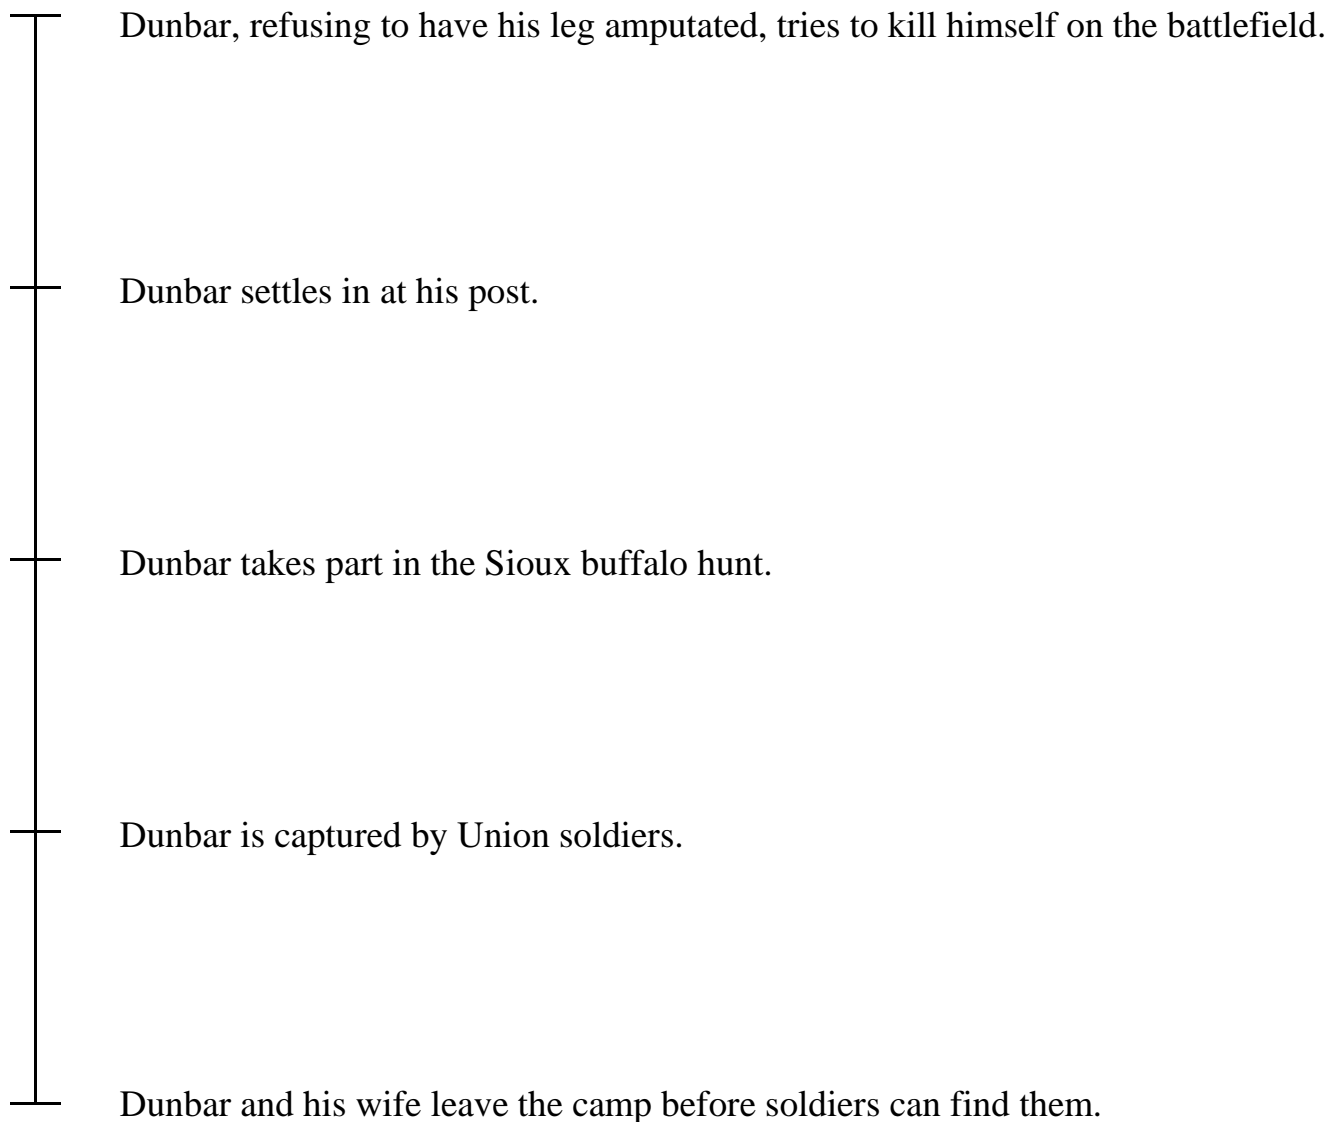 Dunbar, refusing to have his leg amputated, tries to kill himself on the battlefield.
Dunbar settles in at his post.
Dunbar takes part in the Sioux buffalo hunt.
Dunbar is captured by Union soldiers.
Dunbar and his wife leave the camp before soldiers can find them.